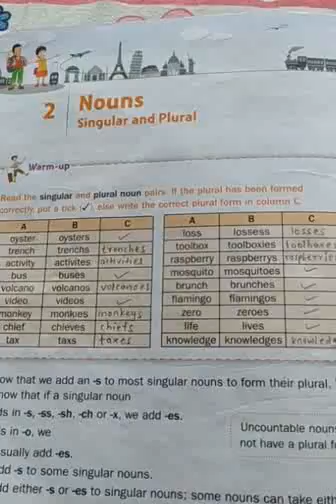 2 Nouns
Singular and Plural
Warm-up
Read the singular and plural noun pairs. If the plural has been formed
correctly, put a tick (✓), else write the correct plural form in column C.
A B C
oyster oysters ✓
trench trenchs trenches
activity activites activities
bus buses ✓
volcano volcanos volcanoes
video videos ✓
monkey monkies monkeys
chief chieves chiefs
tax taxs taxes
A B C
loss lossess losses
toolbox toolboxies toolboxes
raspberry raspberrys raspberries
mosquito mosquitoes ✓
brunch brunches ✓
flamingo flamingos ✓
zero zeroes ✓
life lives ✓
knowledge knowledges knowled
ow that we add an -s to most singular nouns to form their plural.
now that if a singular noun
ds in -s, -ss, -sh, -ch or -x, we add -es.
s in -o, we
sually add -es.
dd -s to some singular nouns.
dd either -s or -es to singular nouns; some nouns can take eith
Uncountable noun
not have a plural f